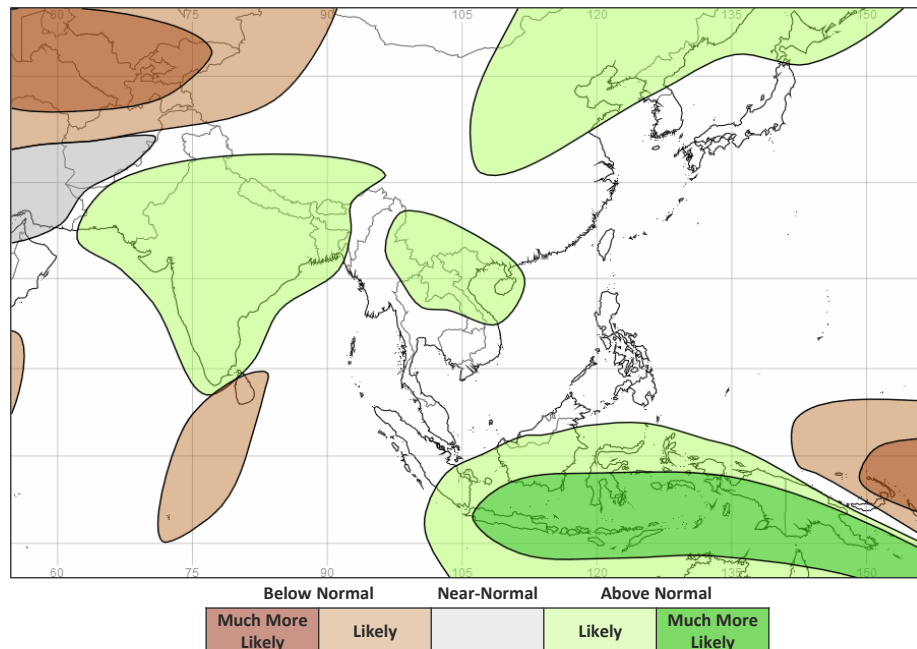 60 75 90 105 120 135 150
60 75 90 105 120 135 150
Below Normal Near-Normal Above Normal
Much More Likely Likely Likely Much More
Likely Likely